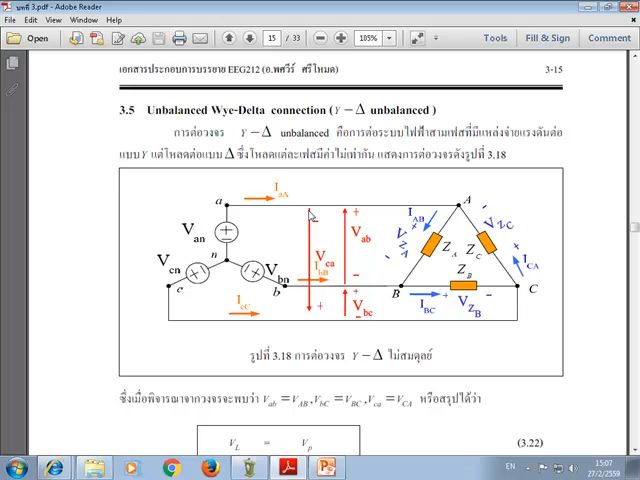 บทที่ 3.pdf - Adobe Reader
File Edit View Window Help
Open 15 / 33 105% Tools Fill & Sign Comment
เอกสารประกอบการบรรยาย EEG212 (อ.พศวีร์ ศรีโหมด) 3-15
3.5 Unbalanced Wye-Delta connection ( Y − Δ unbalanced )
การต่อวงจร Y − Δ unbalanced คือการต่อระบบไฟฟ้าสามเฟสที่มีแหล่งจ่ายแรงดันต่อ
แบบ Y แต่โหลดต่อแบบ Δ ซึ่งโหลดแต่ละเฟสมีค่าไม่เท่ากัน แสดงการต่อวงจรดังรูปที่ 3.18
I_aA
a A
V_an + − n
V_cn + − c
V_bn + − b
I_bB
I_cC
− V_ca +
+ V_ab −
+ V_bc −
I_AB + V_ZA − Z_A
− V_ZC + Z_C I_CA
Z_B
B C
I_BC + V_ZB −
รูปที่ 3.18 การต่อวงจร Y − Δ ไม่สมดุลย์
ซึ่งเมื่อพิจารณาจากวงจรจะพบว่า V_ab = V_AB , V_bC = V_BC , V_ca = V_CA หรือสรุปได้ว่า
V_L = V_p (3.22)
EN 15:07
27/2/2559